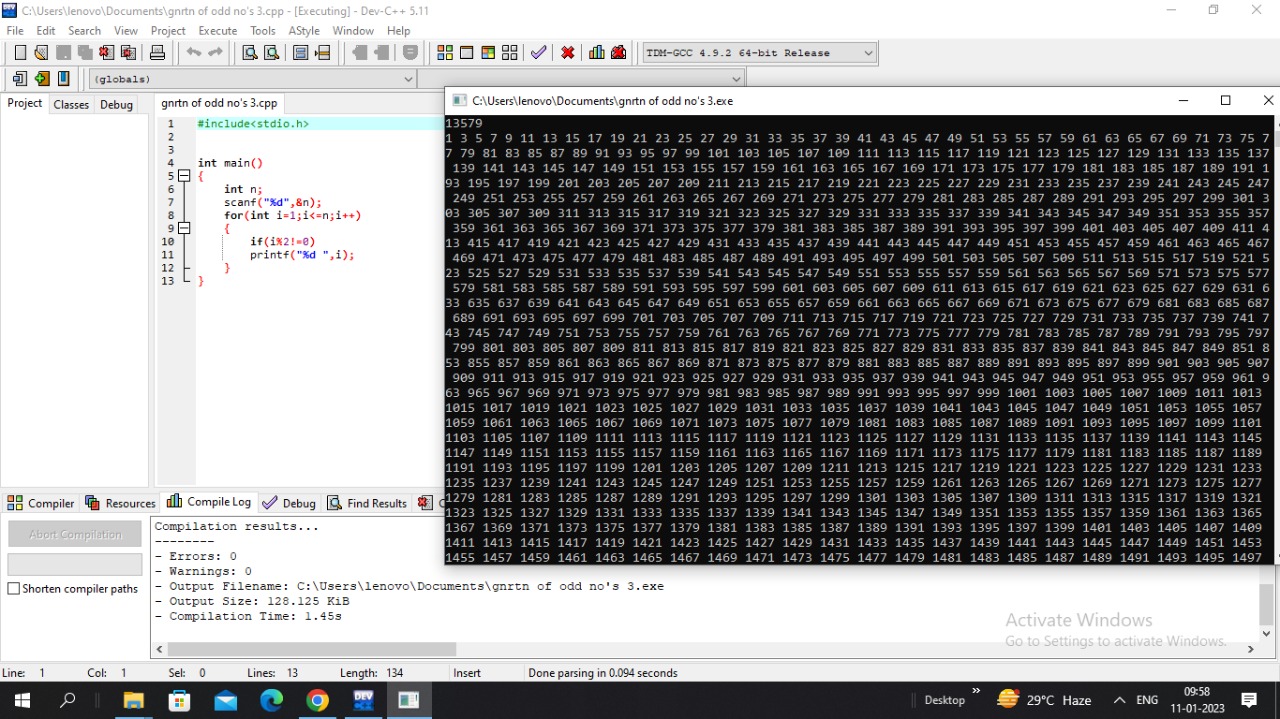 C:\Users\lenovo\Documents\gnrtn of odd no's 3.cpp - [Executing] - Dev-C++ 5.11
File Edit Search View Project Execute Tools AStyle Window Help
TDM-GCC 4.9.2 64-bit Release
(globals)
Project Classes Debug
gnrtn of odd no's 3.cpp
1 #include<stdio.h>
2
3
4 int main()
5 {
6 int n;
7 scanf("%d",&n);
8 for(int i=1;i<=n;i++)
9 {
10 if(i%2!=0)
11 printf("%d ",i);
12 }
13 }
C:\Users\lenovo\Documents\gnrtn of odd no's 3.exe
13579
1 3 5 7 9 11 13 15 17 19 21 23 25 27 29 31 33 35 37 39 41 43 45 47 49 51 53 55 57 59 61 63 65 67 69 71 73 75 7
7 79 81 83 85 87 89 91 93 95 97 99 101 103 105 107 109 111 113 115 117 119 121 123 125 127 129 131 133 135 137
139 141 143 145 147 149 151 153 155 157 159 161 163 165 167 169 171 173 175 177 179 181 183 185 187 189 191 1
93 195 197 199 201 203 205 207 209 211 213 215 217 219 221 223 225 227 229 231 233 235 237 239 241 243 245 247
249 251 253 255 257 259 261 263 265 267 269 271 273 275 277 279 281 283 285 287 289 291 293 295 297 299 301 3
03 305 307 309 311 313 315 317 319 321 323 325 327 329 331 333 335 337 339 341 343 345 347 349 351 353 355 357
359 361 363 365 367 369 371 373 375 377 379 381 383 385 387 389 391 393 395 397 399 401 403 405 407 409 411 4
13 415 417 419 421 423 425 427 429 431 433 435 437 439 441 443 445 447 449 451 453 455 457 459 461 463 465 467
469 471 473 475 477 479 481 483 485 487 489 491 493 495 497 499 501 503 505 507 509 511 513 515 517 519 521 5
23 525 527 529 531 533 535 537 539 541 543 545 547 549 551 553 555 557 559 561 563 565 567 569 571 573 575 577
579 581 583 585 587 589 591 593 595 597 599 601 603 605 607 609 611 613 615 617 619 621 623 625 627 629 631 6
33 635 637 639 641 643 645 647 649 651 653 655 657 659 661 663 665 667 669 671 673 675 677 679 681 683 685 687
689 691 693 695 697 699 701 703 705 707 709 711 713 715 717 719 721 723 725 727 729 731 733 735 737 739 741 7
43 745 747 749 751 753 755 757 759 761 763 765 767 769 771 773 775 777 779 781 783 785 787 789 791 793 795 797
799 801 803 805 807 809 811 813 815 817 819 821 823 825 827 829 831 833 835 837 839 841 843 845 847 849 851 8
53 855 857 859 861 863 865 867 869 871 873 875 877 879 881 883 885 887 889 891 893 895 897 899 901 903 905 907
909 911 913 915 917 919 921 923 925 927 929 931 933 935 937 939 941 943 945 947 949 951 953 955 957 959 961 9
63 965 967 969 971 973 975 977 979 981 983 985 987 989 991 993 995 997 999 1001 1003 1005 1007 1009 1011 1013
1015 1017 1019 1021 1023 1025 1027 1029 1031 1033 1035 1037 1039 1041 1043 1045 1047 1049 1051 1053 1055 1057
1059 1061 1063 1065 1067 1069 1071 1073 1075 1077 1079 1081 1083 1085 1087 1089 1091 1093 1095 1097 1099 1101
1103 1105 1107 1109 1111 1113 1115 1117 1119 1121 1123 1125 1127 1129 1131 1133 1135 1137 1139 1141 1143 1145
1147 1149 1151 1153 1155 1157 1159 1161 1163 1165 1167 1169 1171 1173 1175 1177 1179 1181 1183 1185 1187 1189
1191 1193 1195 1197 1199 1201 1203 1205 1207 1209 1211 1213 1215 1217 1219 1221 1223 1225 1227 1229 1231 1233
1235 1237 1239 1241 1243 1245 1247 1249 1251 1253 1255 1257 1259 1261 1263 1265 1267 1269 1271 1273 1275 1277
1279 1281 1283 1285 1287 1289 1291 1293 1295 1297 1299 1301 1303 1305 1307 1309 1311 1313 1315 1317 1319 1321
1323 1325 1327 1329 1331 1333 1335 1337 1339 1341 1343 1345 1347 1349 1351 1353 1355 1357 1359 1361 1363 1365
1367 1369 1371 1373 1375 1377 1379 1381 1383 1385 1387 1389 1391 1393 1395 1397 1399 1401 1403 1405 1407 1409
1411 1413 1415 1417 1419 1421 1423 1425 1427 1429 1431 1433 1435 1437 1439 1441 1443 1445 1447 1449 1451 1453
1455 1457 1459 1461 1463 1465 1467 1469 1471 1473 1475 1477 1479 1481 1483 1485 1487 1489 1491 1493 1495 1497
Compiler Resources Compile Log Debug Find Results
Abort Compilation
Shorten compiler paths
Compilation results...
--------
- Errors: 0
- Warnings: 0
- Output Filename: C:\Users\lenovo\Documents\gnrtn of odd no's 3.exe
- Output Size: 128.125 KiB
- Compilation Time: 1.45s
Activate Windows
Go to Settings to activate Windows.
Line: 1 Col: 1 Sel: 0 Lines: 13 Length: 134 Insert Done parsing in 0.094 seconds
DEV
Desktop » 29°C Haze ENG 09:58
11-01-2023